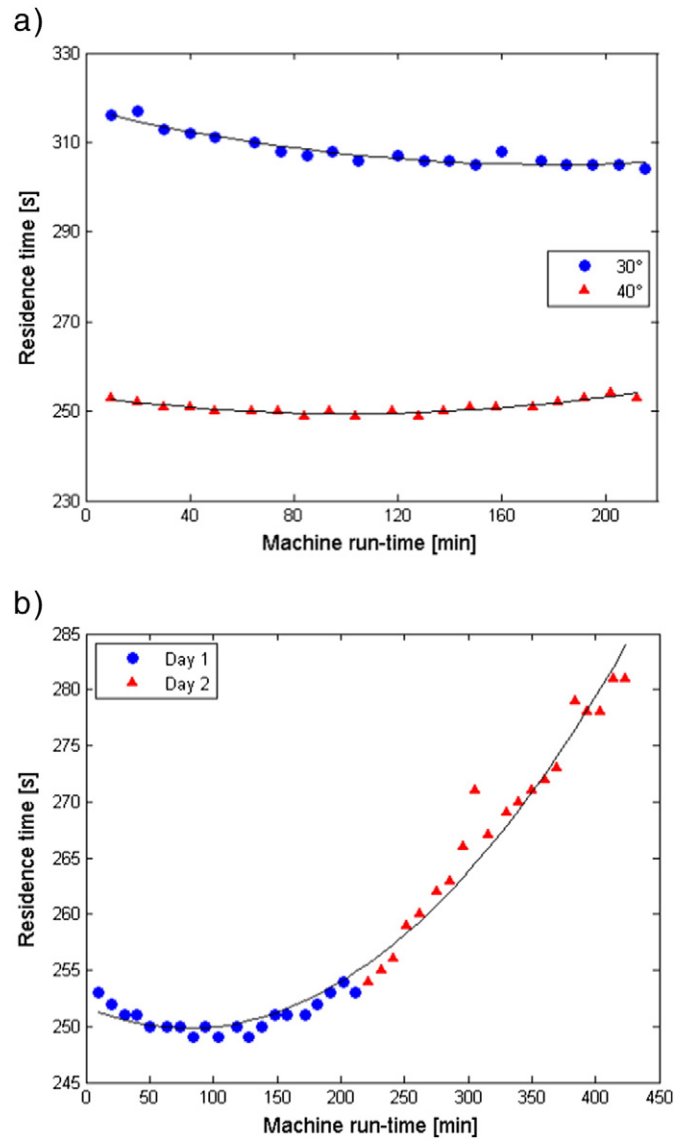 a)
330
310
290
270
250
230
Residence time [s]
30°
40°
0 40 80 120 160 200
Machine run-time [min]
b)
285
280
275
270
265
260
255
250
245
Residence time [s]
Day 1
Day 2
0 50 100 150 200 250 300 350 400 450
Machine run-time [min]